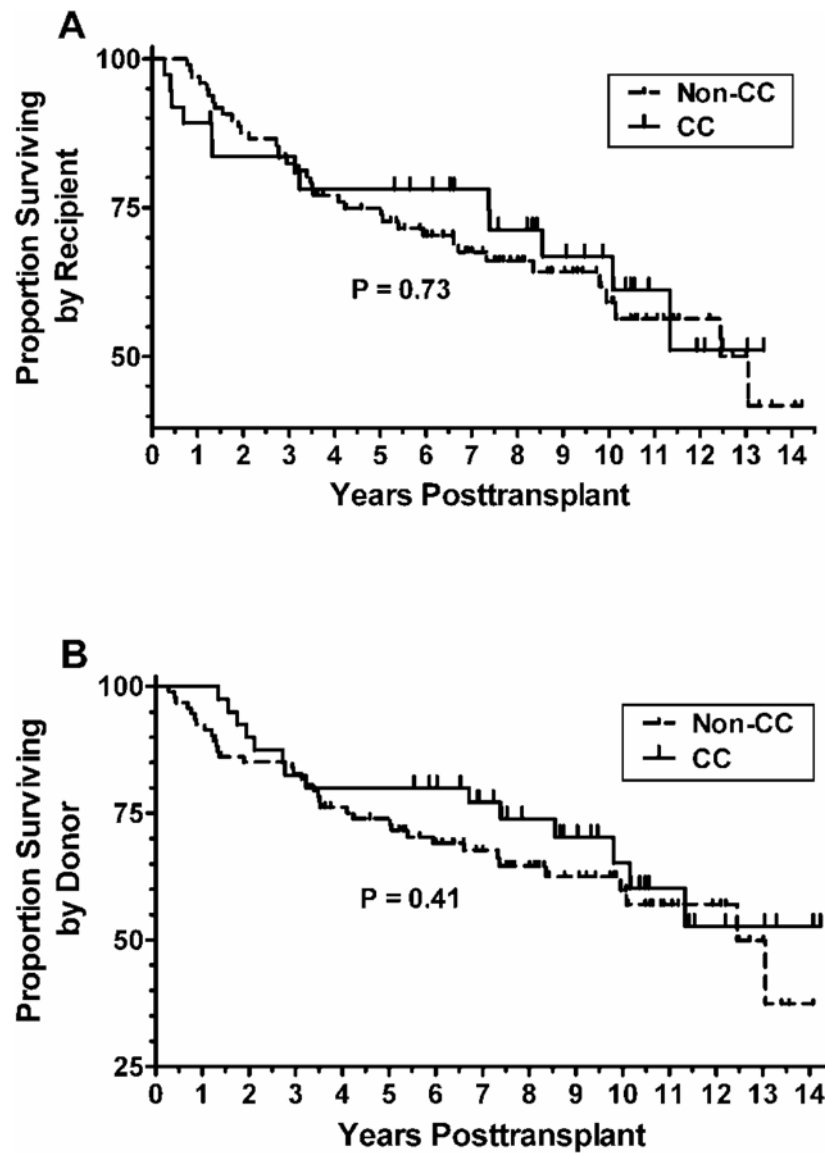 A
100
75
50
Proportion Surviving
by Recipient
Non-CC
CC
P = 0.73
0 1 2 3 4 5 6 7 8 9 10 11 12 13 14
Years Posttransplant
B
100
75
50
25
Proportion Surviving
by Donor
Non-CC
CC
P = 0.41
0 1 2 3 4 5 6 7 8 9 10 11 12 13 14
Years Posttransplant